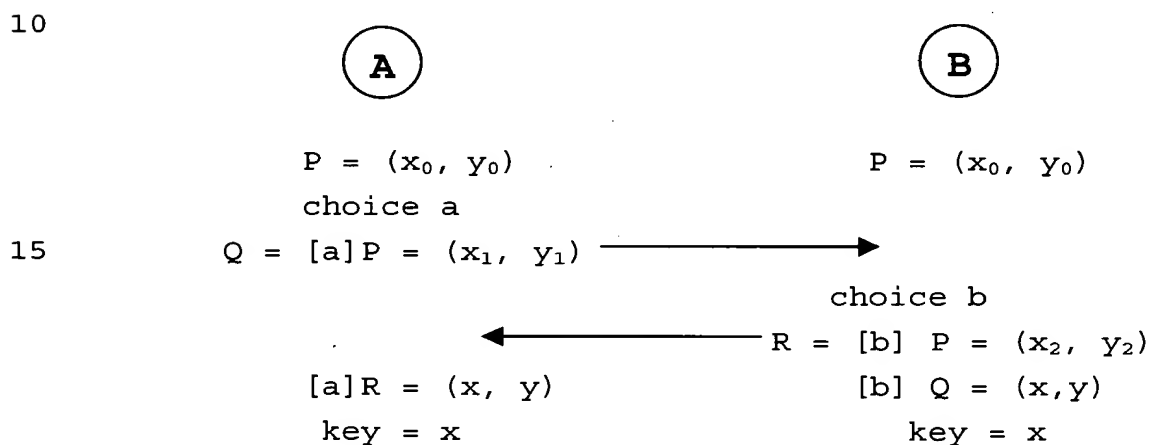 10
A B
P = (x₀, y₀) P = (x₀, y₀)
choice a
15 Q = [a]P = (x₁, y₁)
choice b
R = [b] P = (x₂, y₂)
[a]R = (x, y) [b] Q = (x,y)
key = x key = x